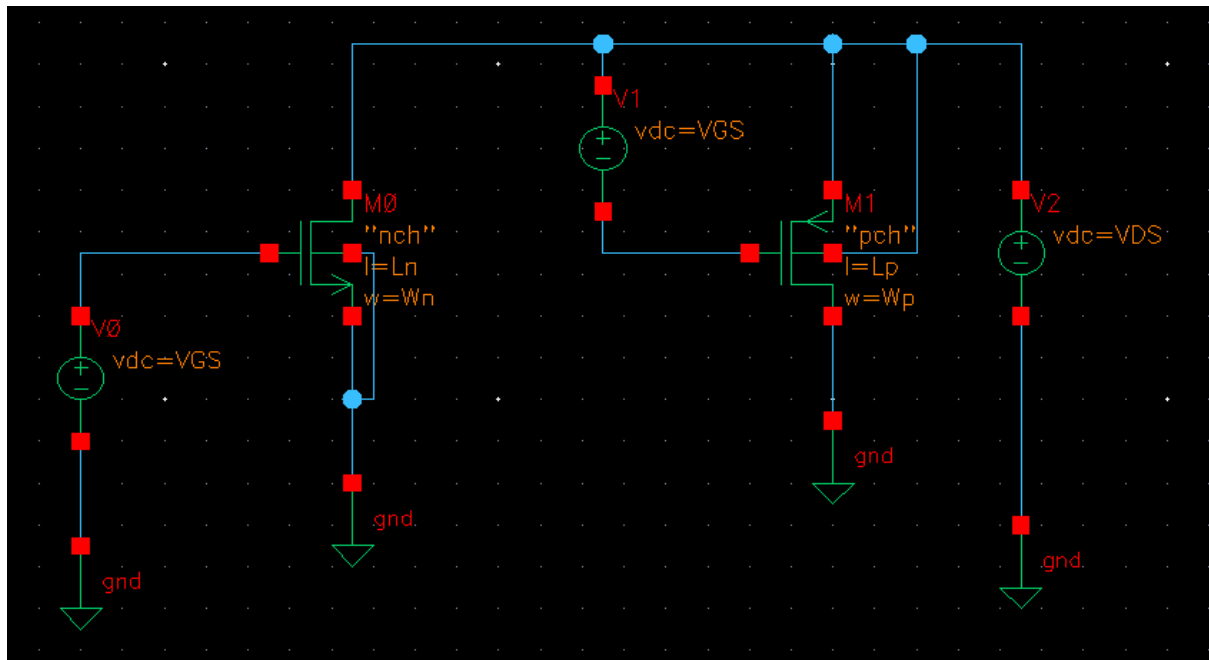 V1
vdc=VGS
M0
"nch"
l=Ln
w=Wn
M1
"pch"
l=Lp
w=Wp
V2
vdc=VDS
V0
vdc=VGS
gnd
gnd
gnd
gnd